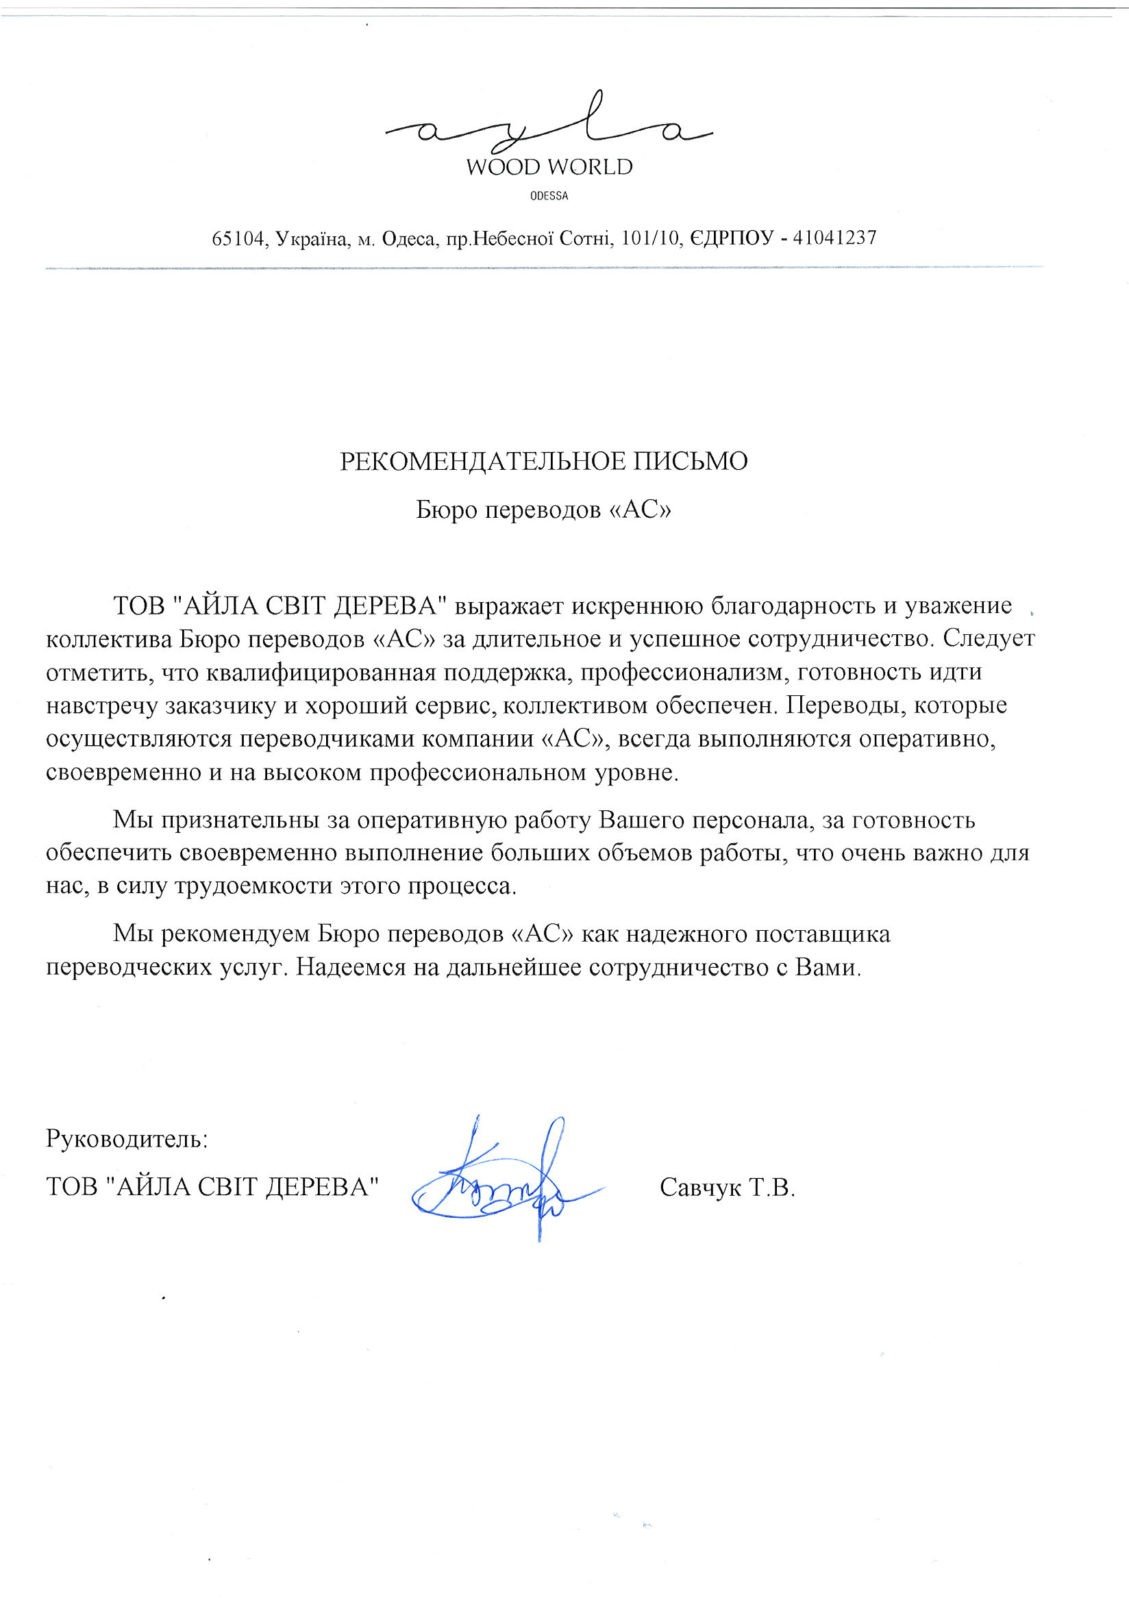 ayla
WOOD WORLD
ODESSA
65104, Україна, м. Одеса, пр.Небесної Сотні, 101/10, ЄДРПОУ - 41041237
РЕКОМЕНДАТЕЛЬНОЕ ПИСЬМО
Бюро переводов «АС»
ТОВ "АЙЛА СВІТ ДЕРЕВА" выражает искреннюю благодарность и уважение
коллектива Бюро переводов «АС» за длительное и успешное сотрудничество. Следует
отметить, что квалифицированная поддержка, профессионализм, готовность идти
навстречу заказчику и хороший сервис, коллективом обеспечен. Переводы, которые
осуществляются переводчиками компании «АС», всегда выполняются оперативно,
своевременно и на высоком профессиональном уровне.
Мы признательны за оперативную работу Вашего персонала, за готовность
обеспечить своевременно выполнение больших объемов работы, что очень важно для
нас, в силу трудоемкости этого процесса.
Мы рекомендуем Бюро переводов «АС» как надежного поставщика
переводческих услуг. Надеемся на дальнейшее сотрудничество с Вами.
Руководитель:
ТОВ "АЙЛА СВІТ ДЕРЕВА" Савчук Т.В.